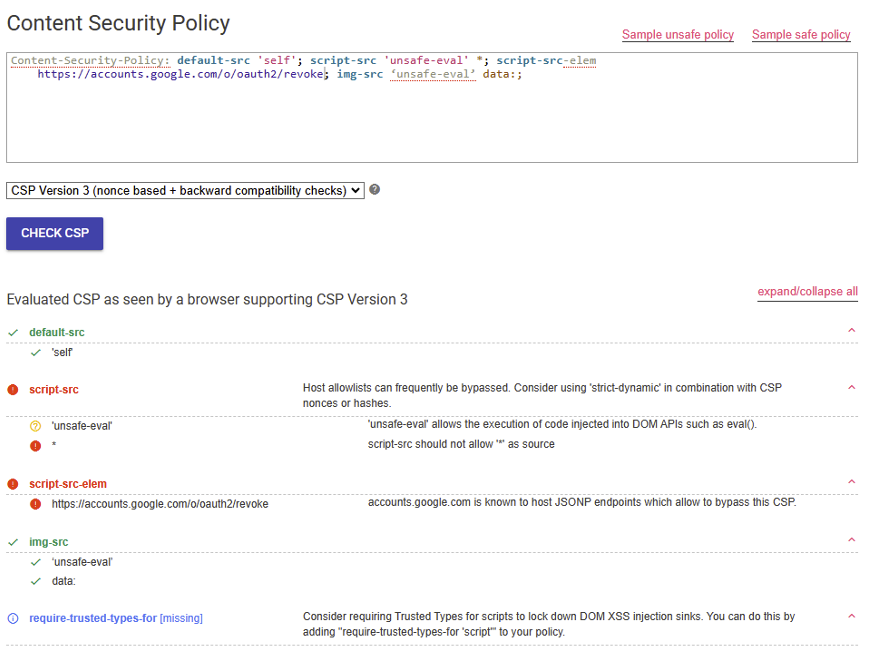 Content Security Policy
Sample unsafe policy
Sample safe policy
Content-Security-Policy: default-src 'self'; script-src 'unsafe-eval' *; script-src-elem
https://accounts.google.com/o/oauth2/revoke; img-src ‘unsafe-eval’ data:;
CSP Version 3 (nonce based + backward compatibility checks)
?
CHECK CSP
Evaluated CSP as seen by a browser supporting CSP Version 3
expand/collapse all
default-src
'self'
script-src
Host allowlists can frequently be bypassed. Consider using 'strict-dynamic' in combination with CSP
nonces or hashes.
'unsafe-eval'
'unsafe-eval' allows the execution of code injected into DOM APIs such as eval().
*
script-src should not allow '*' as source
script-src-elem
https://accounts.google.com/o/oauth2/revoke
accounts.google.com is known to host JSONP endpoints which allow to bypass this CSP.
img-src
‘unsafe-eval’
data:
require-trusted-types-for [missing]
Consider requiring Trusted Types for scripts to lock down DOM XSS injection sinks. You can do this by
adding "require-trusted-types-for 'script'" to your policy.